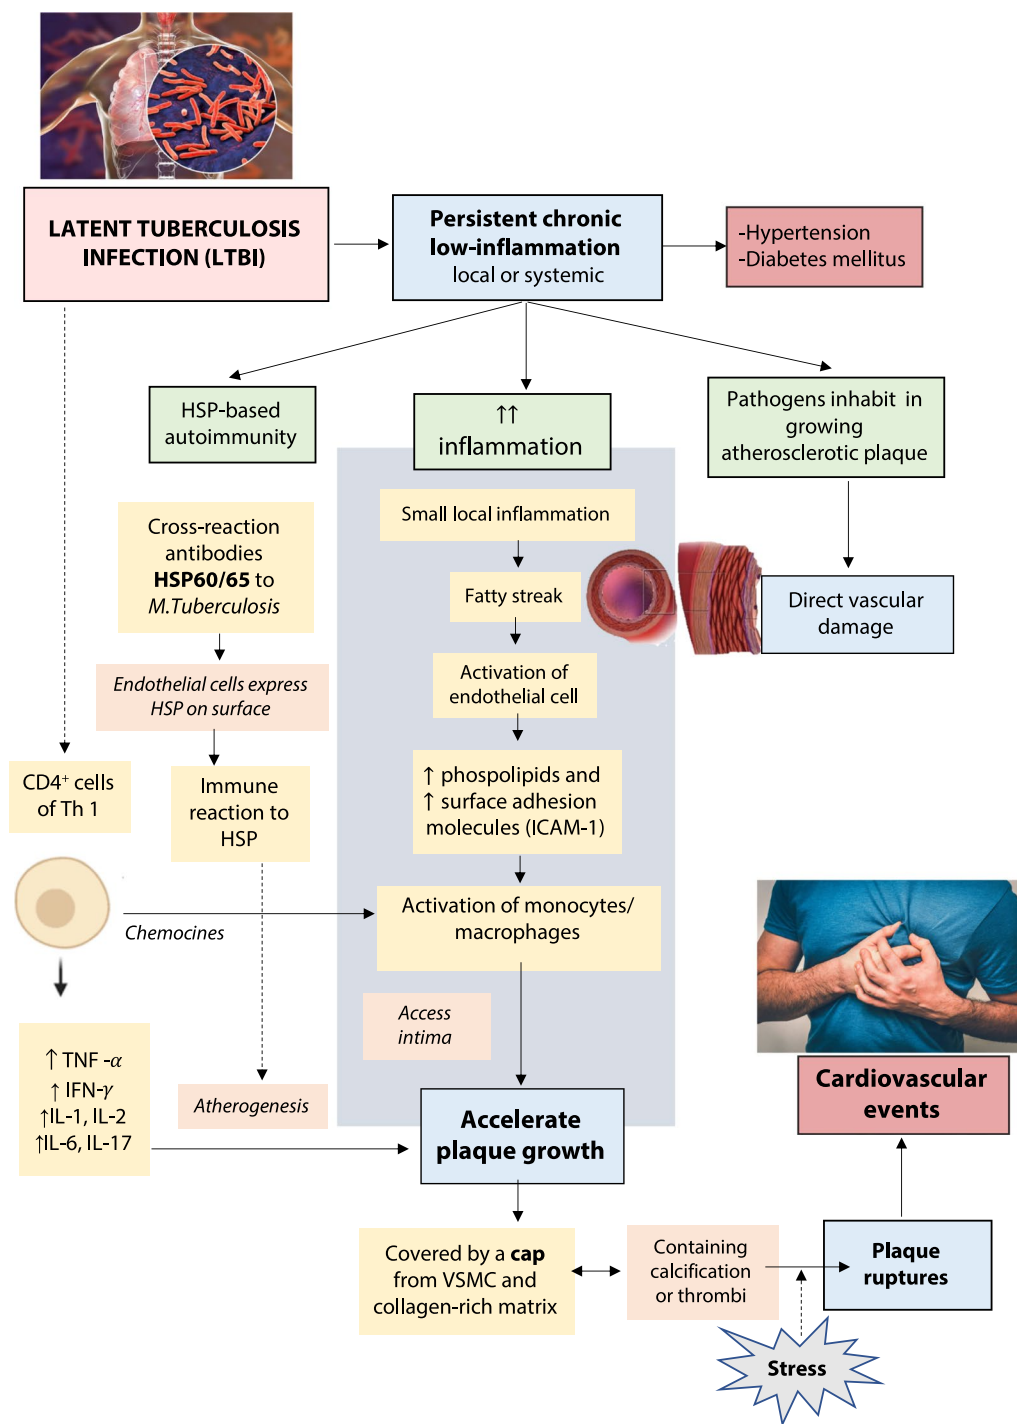 LATENT TUBERCULOSIS
INFECTION (LTBI)
Persistent chronic
low-inflammation
local or systemic
-Hypertension
-Diabetes mellitus
HSP-based
autoimmunity
↑↑
inflammation
Pathogens inhabit in
growing
atherosclerotic plaque
Cross-reaction
antibodies
HSP60/65 to
M.Tuberculosis
Small local inflammation
Fatty streak
Direct vascular
damage
Endothelial cells express
HSP on surface
Activation of
endothelial cell
CD4⁺ cells
of Th 1
Immune
reaction to
HSP
↑ phospolipids and
↑ surface adhesion
molecules (ICAM-1)
Chemocines
Activation of monocytes/
macrophages
Access
intima
↑ TNF -α
↑ IFN-γ
↑IL-1, IL-2
↑IL-6, IL-17
Atherogenesis
Accelerate
plaque growth
Cardiovascular
events
Covered by a cap
from VSMC and
collagen-rich matrix
Containing
calcification
or thrombi
Plaque
ruptures
Stress